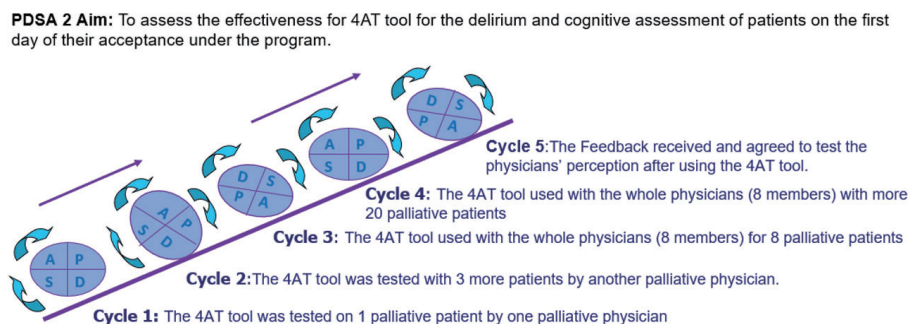 PDSA 2 Aim: To assess the effectiveness for 4AT tool for the delirium and cognitive assessment of patients on the first
day of their acceptance under the program.
D S
P A
A P
S D
Cycle 5:The Feedback received and agreed to test the
physicians’ perception after using the 4AT tool.
D S
P A
Cycle 4: The 4AT tool used with the whole physicians (8 members) with more
20 palliative patients
A P
S D
Cycle 3: The 4AT tool used with the whole physicians (8 members) for 8 palliative patients
A P
S D
Cycle 2:The 4AT tool was tested with 3 more patients by another palliative physician.
Cycle 1: The 4AT tool was tested on 1 palliative patient by one palliative physician